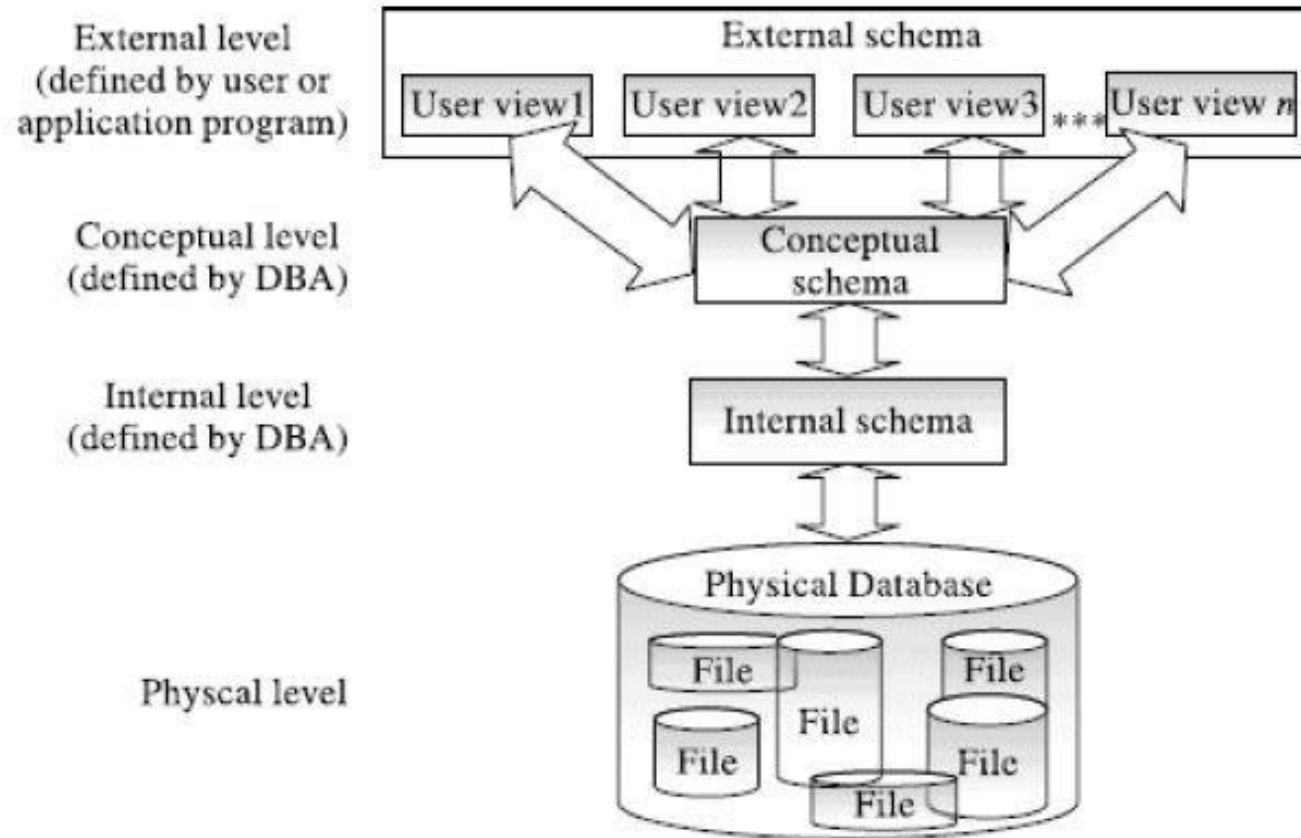 External level
(defined by user or
application program)
External schema
User view1
User view2
User view3
***
User view n
Conceptual level
(defined by DBA)
Conceptual
schema
Internal level
(defined by DBA)
Internal schema
Physical Database
Physcal level
File
File
File
File
File
File